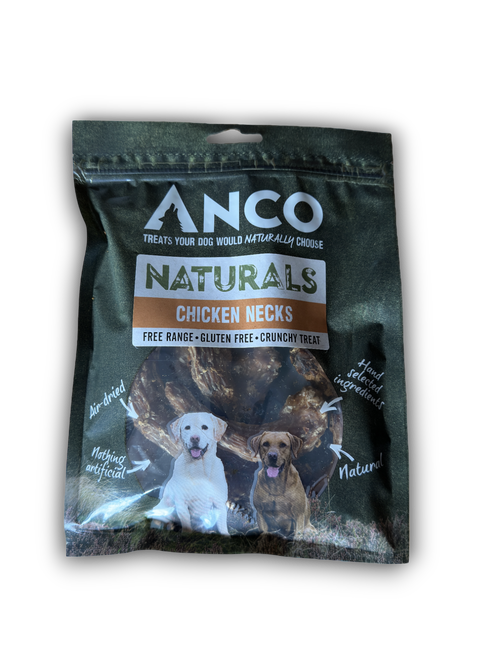 ANCO
TREATS YOUR DOG WOULD NATURALLY CHOOSE
NATURALS
CHICKEN NECKS
FREE RANGE • GLUTEN FREE • CRUNCHY TREAT
Air-dried
Hand
selected
ingredients
Nothing
artificial
Natural